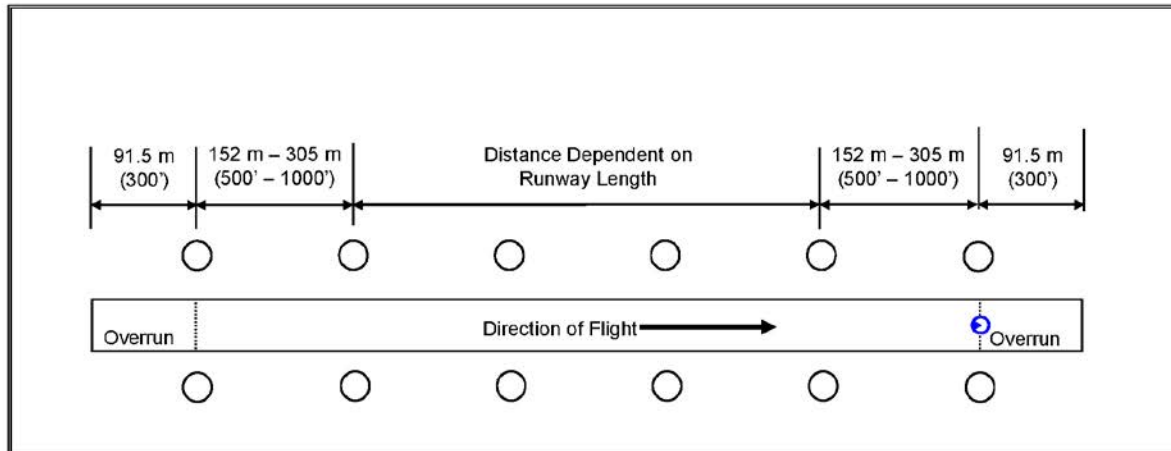 91.5 m
(300')
152 m – 305 m
(500' – 1000')
Distance Dependent on
Runway Length
152 m – 305 m
(500' – 1000')
91.5 m
(300')
Overrun
Direction of Flight
Overrun